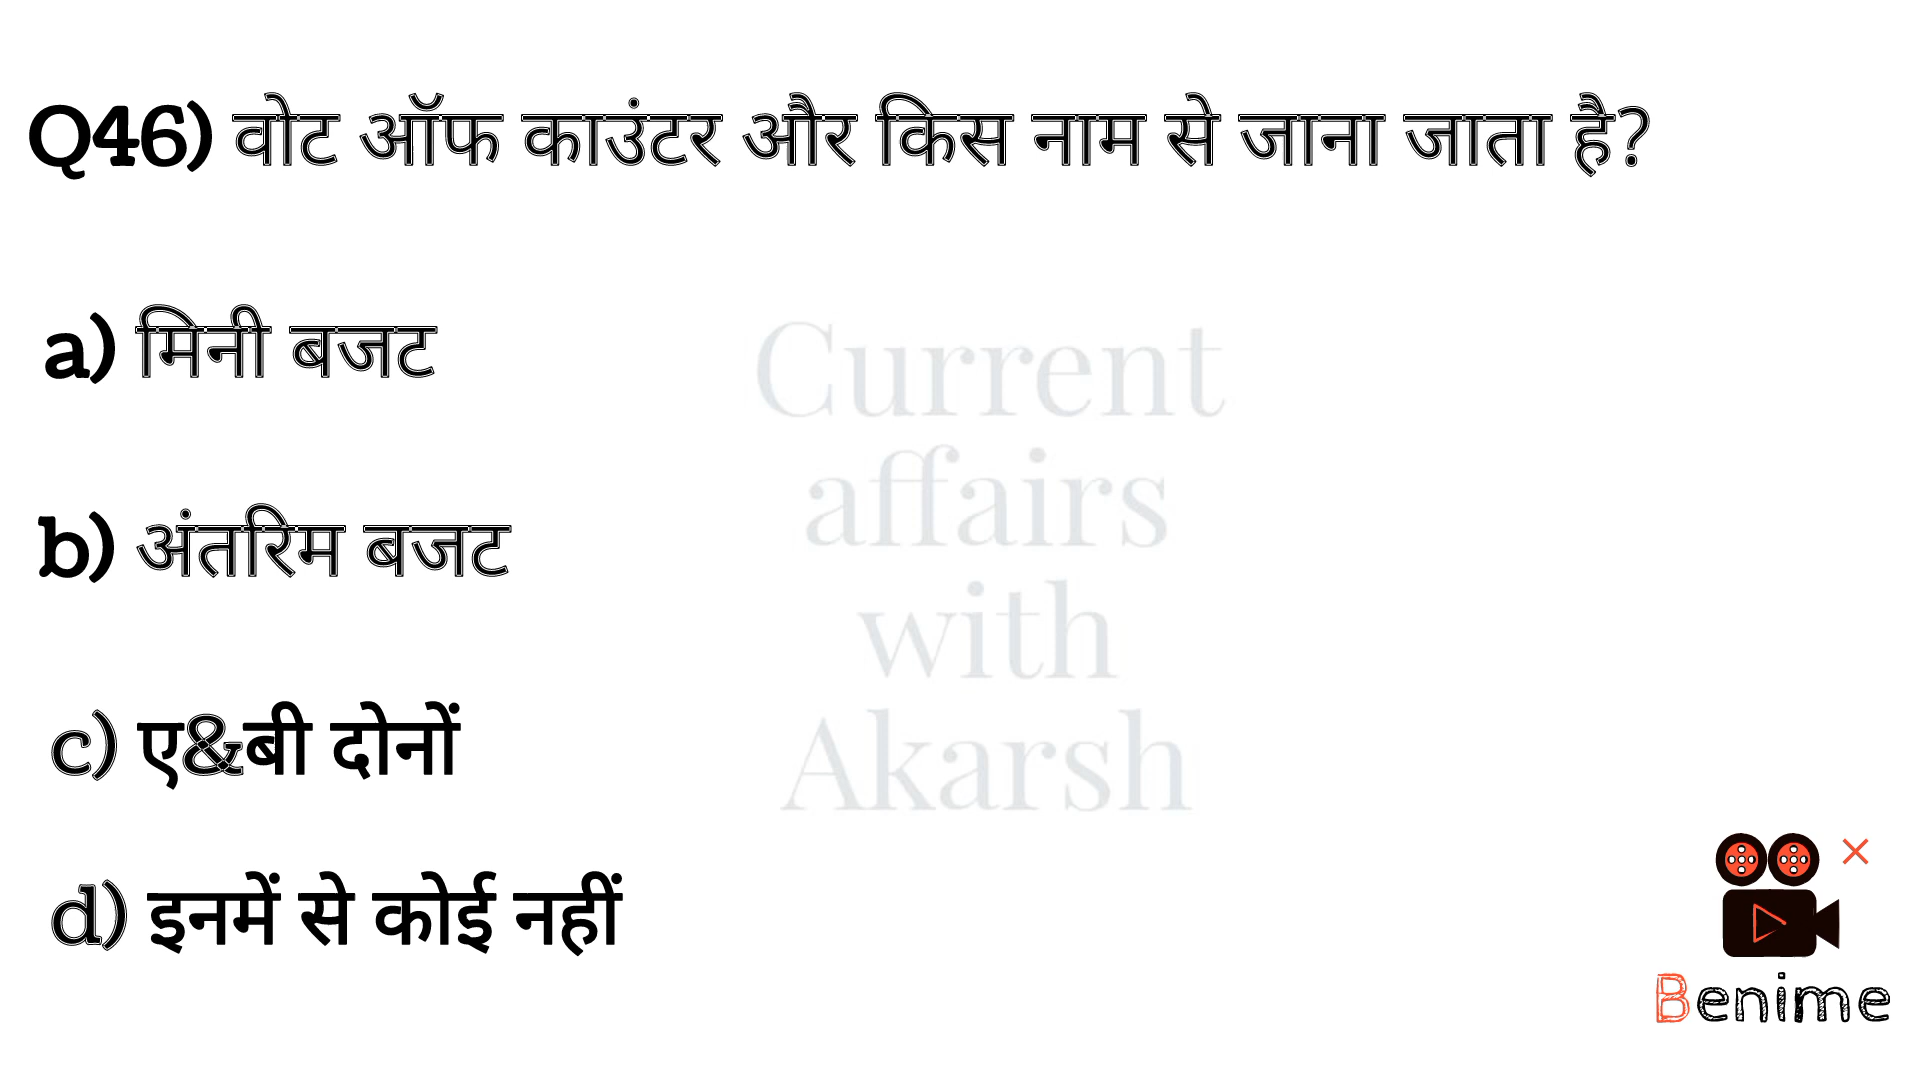 Q46) वोट ऑफ काउंटर और किस नाम से जाना जाता है?
a) मिनी बजट
b) अंतरिम बजट
c) ए&बी दोनों
d) इनमें से कोई नहीं
Current
affairs
with
Akarsh
Benime